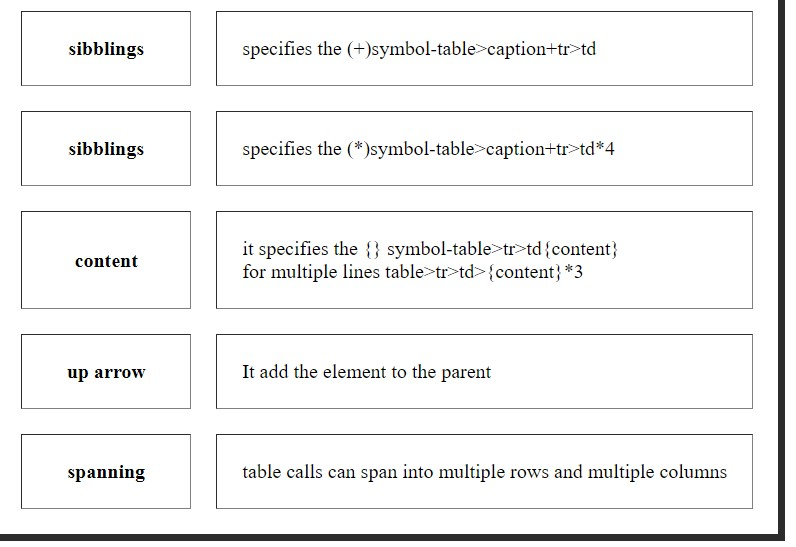 sibblings
specifies the (+)symbol-table>caption+tr>td
sibblings
specifies the (*)symbol-table>caption+tr>td*4
content
it specifies the {} symbol-table>tr>td{content}
for multiple lines table>tr>td>{content}*3
up arrow
It add the element to the parent
spanning
table calls can span into multiple rows and multiple columns